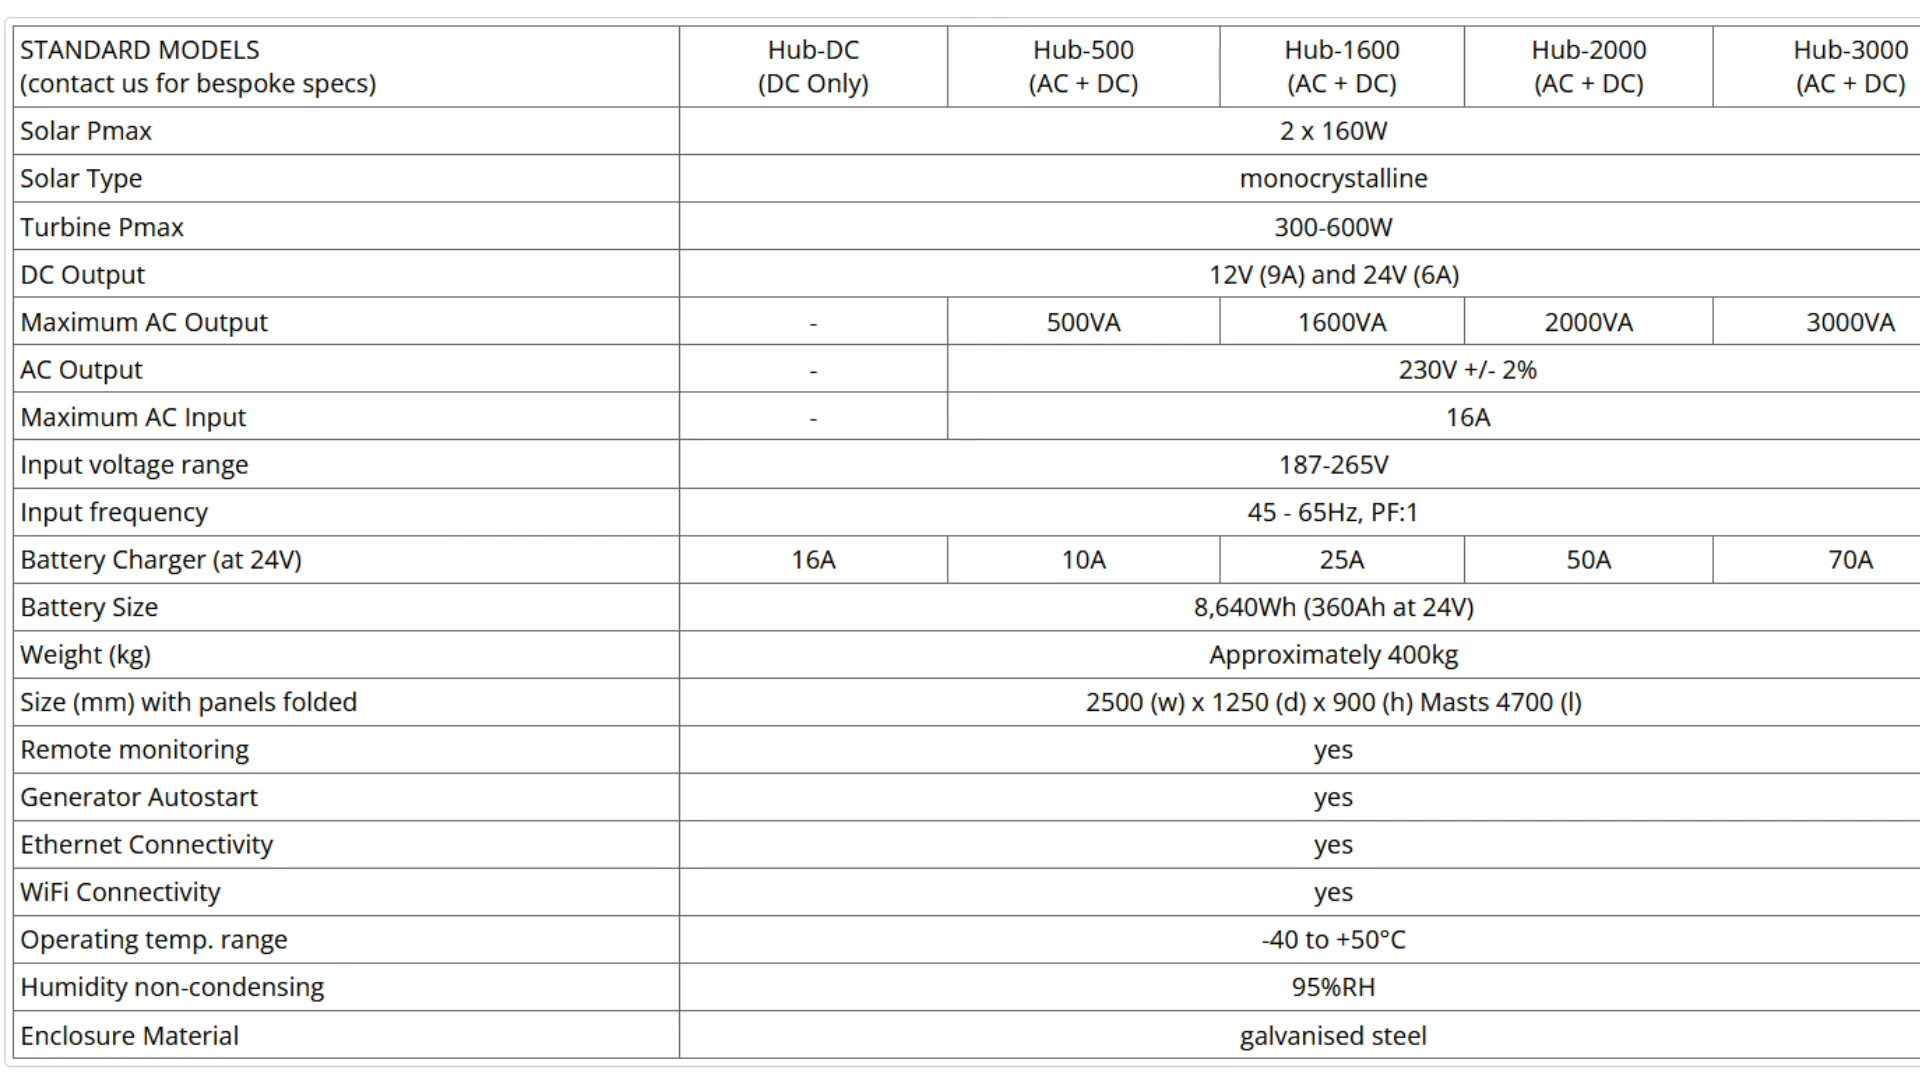 STANDARD MODELS
(contact us for bespoke specs)
Hub-DC
(DC Only)
Hub-500
(AC + DC)
Hub-1600
(AC + DC)
Hub-2000
(AC + DC)
Hub-3000
(AC + DC)
Solar Pmax
2 x 160W
Solar Type
monocrystalline
Turbine Pmax
300-600W
DC Output
12V (9A) and 24V (6A)
Maximum AC Output
-
500VA
1600VA
2000VA
3000VA
AC Output
-
230V +/- 2%
Maximum AC Input
-
16A
Input voltage range
187-265V
Input frequency
45 - 65Hz, PF:1
Battery Charger (at 24V)
16A
10A
25A
50A
70A
Battery Size
8,640Wh (360Ah at 24V)
Weight (kg)
Approximately 400kg
Size (mm) with panels folded
2500 (w) x 1250 (d) x 900 (h) Masts 4700 (l)
Remote monitoring
yes
Generator Autostart
yes
Ethernet Connectivity
yes
WiFi Connectivity
yes
Operating temp. range
-40 to +50°C
Humidity non-condensing
95%RH
Enclosure Material
galvanised steel